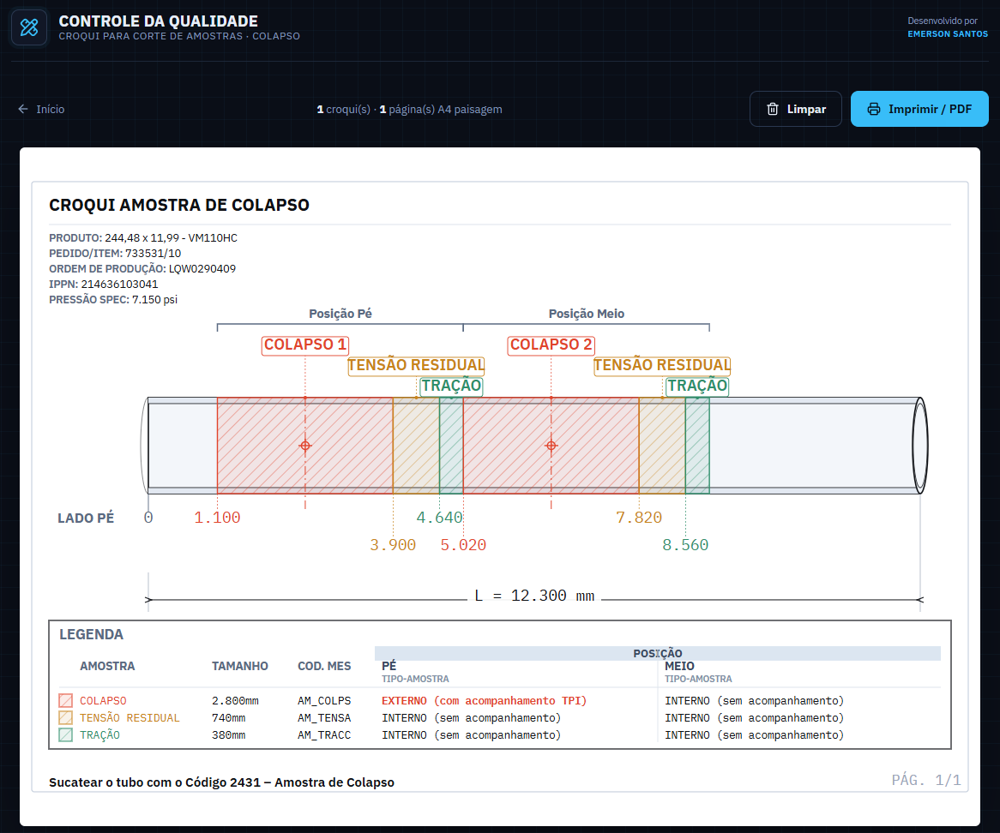 CONTROLE DA QUALIDADE
CROQUI PARA CORTE DE AMOSTRAS · COLAPSO
Desenvolvido por
EMERSON SANTOS
← Início
1 croqui(s) · 1 página(s) A4 paisagem
Limpar
Imprimir / PDF
CROQUI AMOSTRA DE COLAPSO
PRODUTO: 244,48 x 11,99 - VM110HC
PEDIDO/ITEM: 733531/10
ORDEM DE PRODUÇÃO: LQW0290409
IPPN: 214636103041
PRESSÃO SPEC: 7.150 psi
Posição Pé Posição Meio
COLAPSO 1 COLAPSO 2
TENSÃO RESIDUAL TENSÃO RESIDUAL
TRAÇÃO TRAÇÃO
LADO PÉ 0 1.100 4.640 7.820
3.900 5.020 8.560
L = 12.300 mm
LEGENDA
POSIÇÃO
AMOSTRA TAMANHO COD. MES PÉ MEIO
TIPO-AMOSTRA TIPO-AMOSTRA
COLAPSO 2.800mm AM_COLPS EXTERNO (com acompanhamento TPI) INTERNO (sem acompanhamento)
TENSÃO RESIDUAL 740mm AM_TENSA INTERNO (sem acompanhamento) INTERNO (sem acompanhamento)
TRAÇÃO 380mm AM_TRACC INTERNO (sem acompanhamento) INTERNO (sem acompanhamento)
Sucatear o tubo com o Código 2431 – Amostra de Colapso
PÁG. 1/1